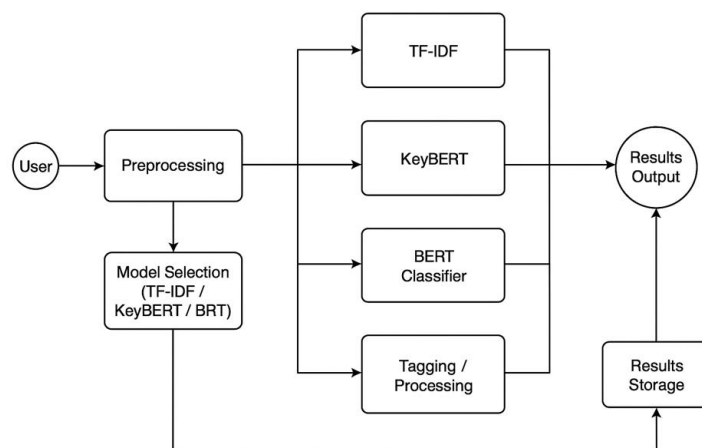 User
Preprocessing
Model Selection
(TF-IDF /
KeyBERT / BRT)
TF-IDF
KeyBERT
BERT
Classifier
Tagging /
Processing
Results
Output
Results
Storage